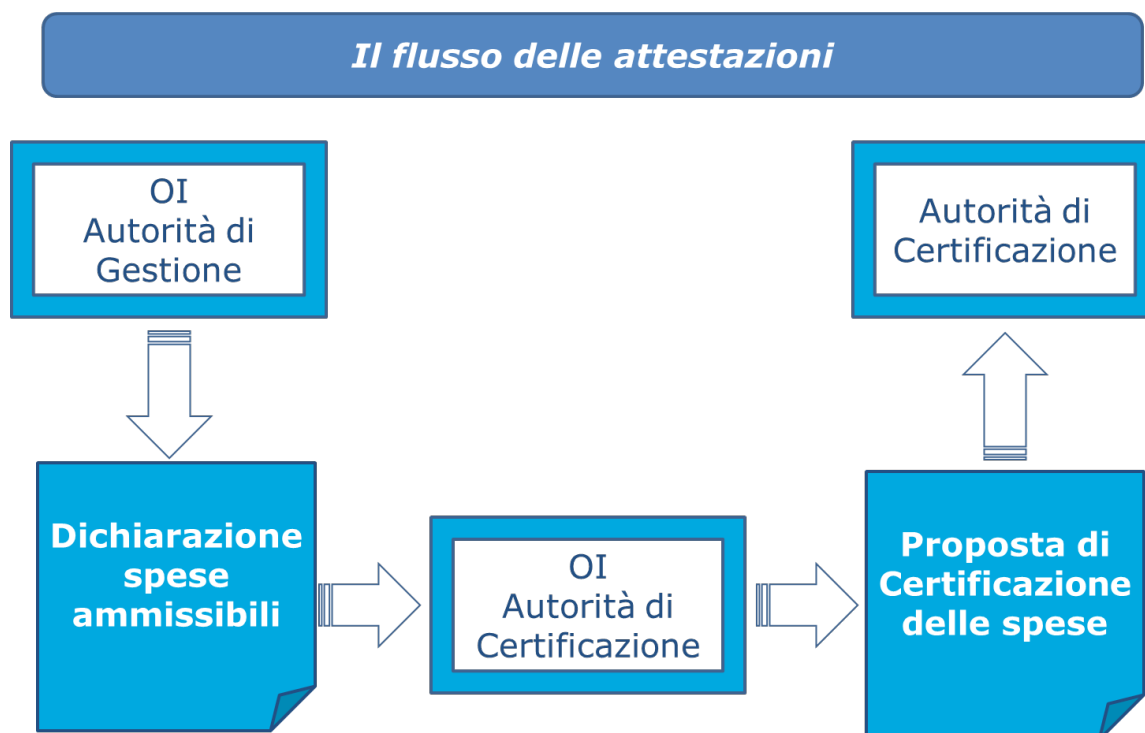 Il flusso delle attestazioni
OI
Autorità di
Gestione
Autorità di
Certificazione
Dichiarazione
spese
ammissibili
OI
Autorità di
Certificazione
Proposta di
Certificazione
delle spese